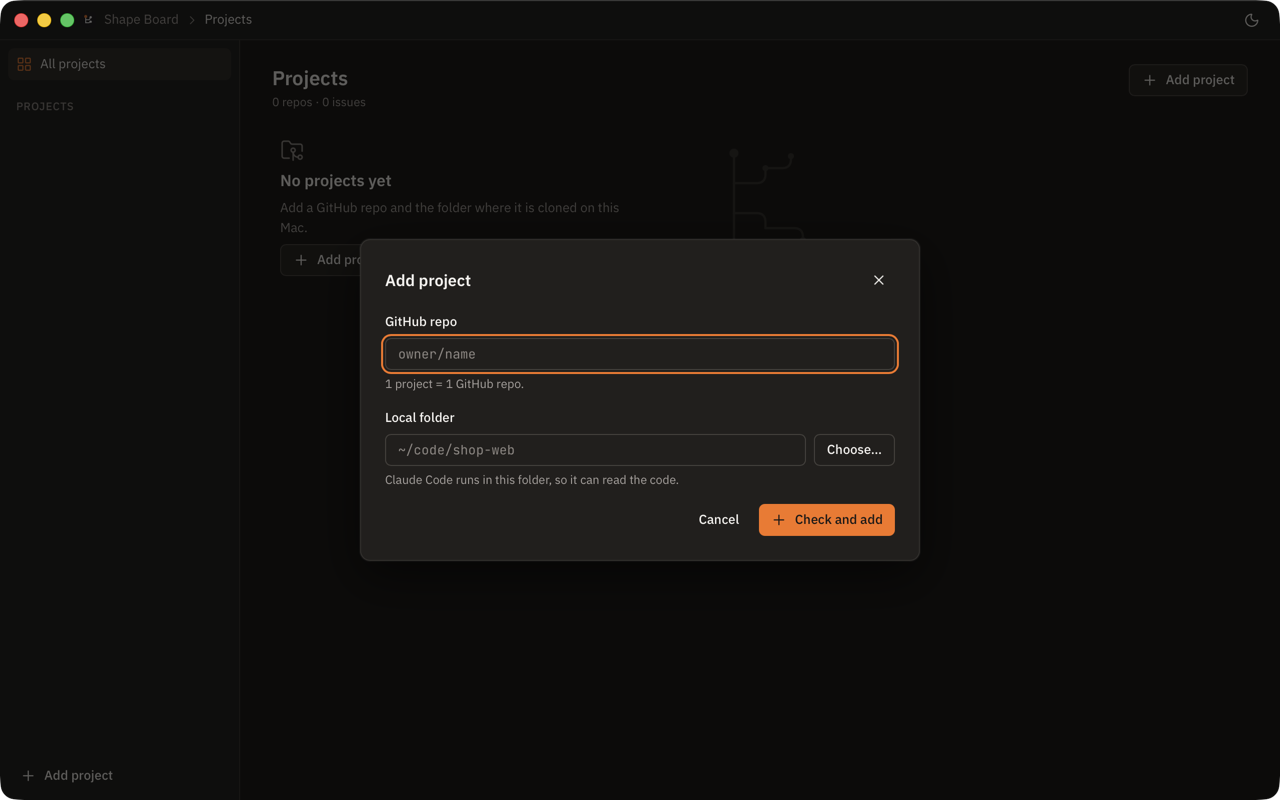 Shape Board > Projects
All projects
PROJECTS
Projects
0 repos · 0 issues
Add project
No projects yet
Add a GitHub repo and the folder where it is cloned on this
Mac.
Add pro
Add project
GitHub repo
owner/name
1 project = 1 GitHub repo.
Local folder
~/code/shop-web
Choose...
Claude Code runs in this folder, so it can read the code.
Cancel
Check and add
Add project